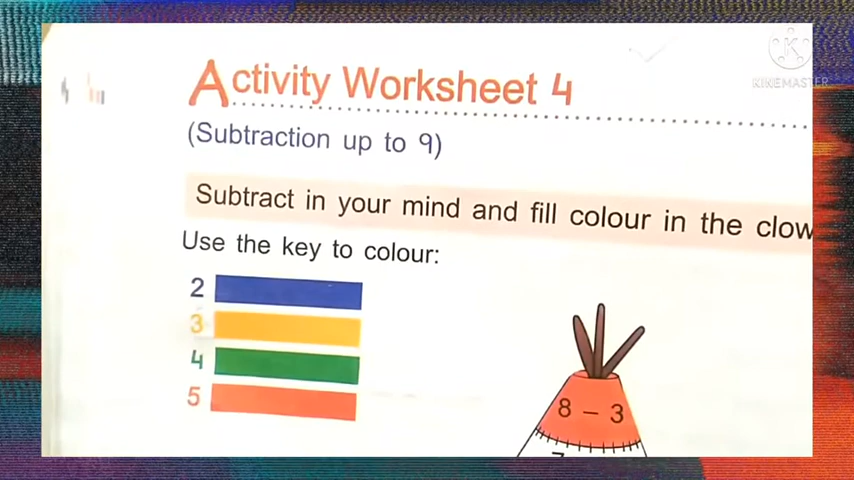 KINEMASTER
Activity Worksheet 4
(Subtraction up to 9)
Subtract in your mind and fill colour in the clow
Use the key to colour:
2
3
4
5
8 – 3